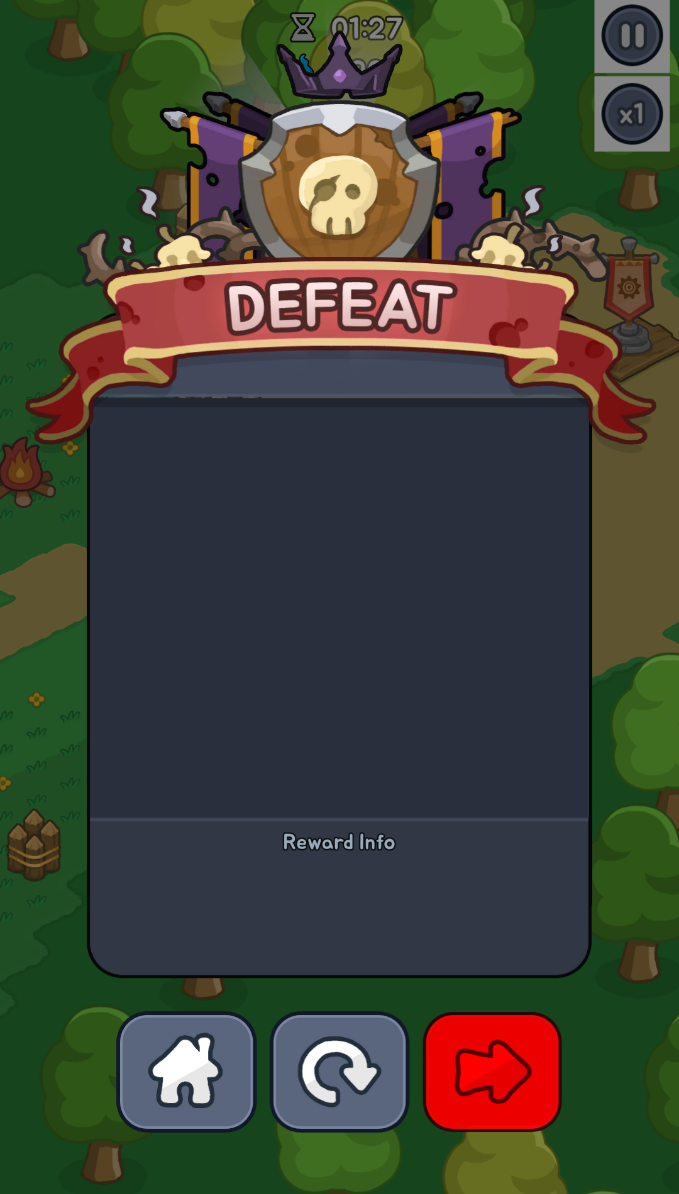 01:27
x1
DEFEAT
Reward Info